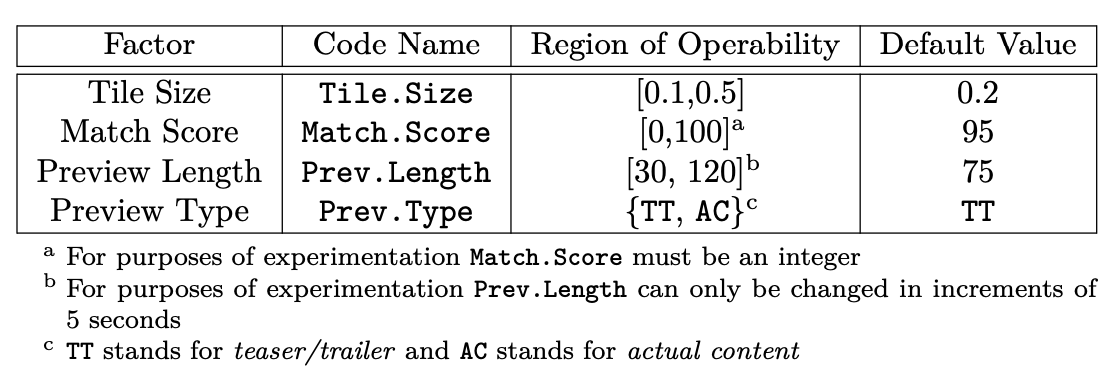 Factor Code Name Region of Operability Default Value
Tile Size Tile.Size [0.1,0.5] 0.2
Match Score Match.Score [0,100]ᵃ 95
Preview Length Prev.Length [30, 120]ᵇ 75
Preview Type Prev.Type {TT, AC}ᶜ TT
ᵃ For purposes of experimentation Match.Score must be an integer
ᵇ For purposes of experimentation Prev.Length can only be changed in increments of
5 seconds
ᶜ TT stands for teaser/trailer and AC stands for actual content